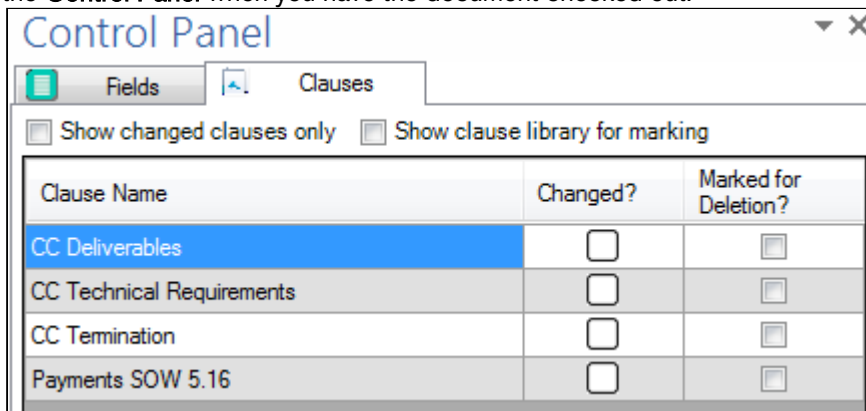 the Control Panel when you have the document checked out.
Control Panel
Fields Clauses
Show changed clauses only Show clause library for marking
Clause Name Changed? Marked for
Deletion?
CC Deliverables
CC Technical Requirements
CC Termination
Payments SOW 5.16